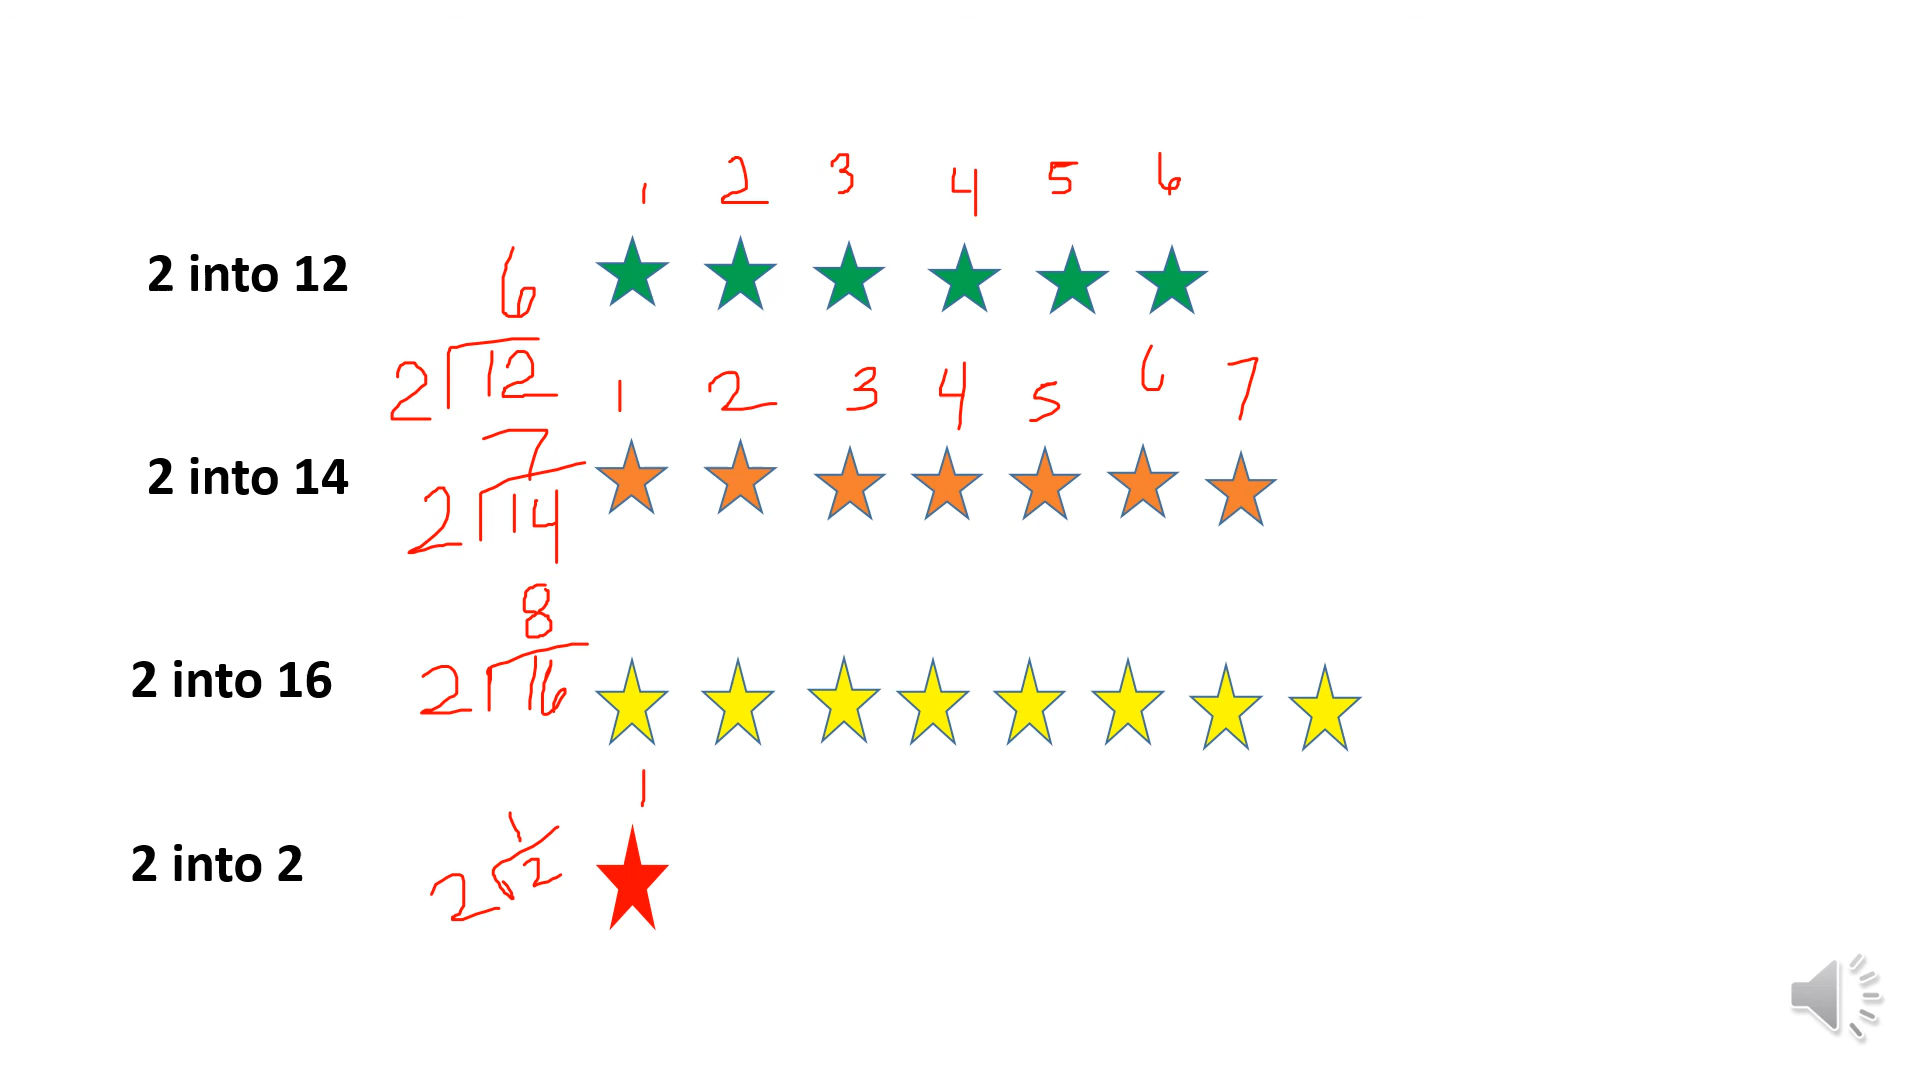 1 2 3 4 5 6
2 into 12
6
2 12
1 2 3 4 5 6 7
7
2 into 14
2 14
8
2 into 16
2 16
1
1
2 into 2
2 2